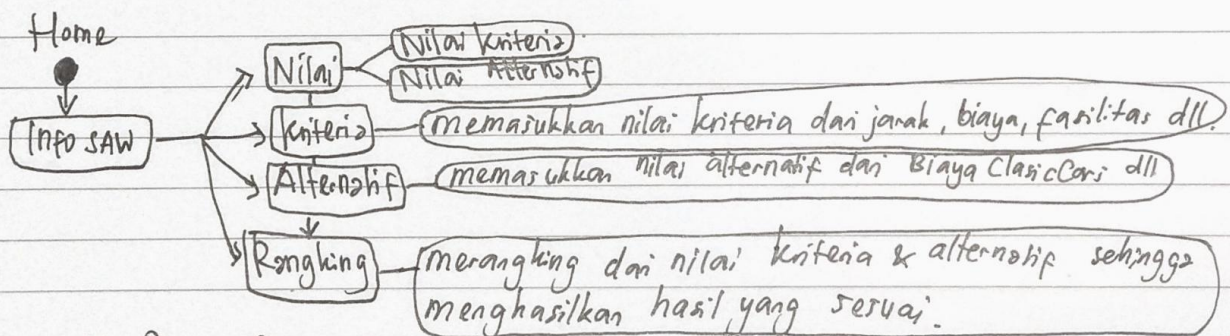 Home
Info SAW
Nilai
Nilai kriteria
Nilai Alternatif
kriteria
memasukkan nilai kriteria dari jarak, biaya, fasilitas dll.
Alternatif
memasukkan nilai alternatif dari Biaya ClasicCars dll
Rangking
merangking dari nilai kriteria & alternatif sehingga
menghasilkan hasil yang sesuai.